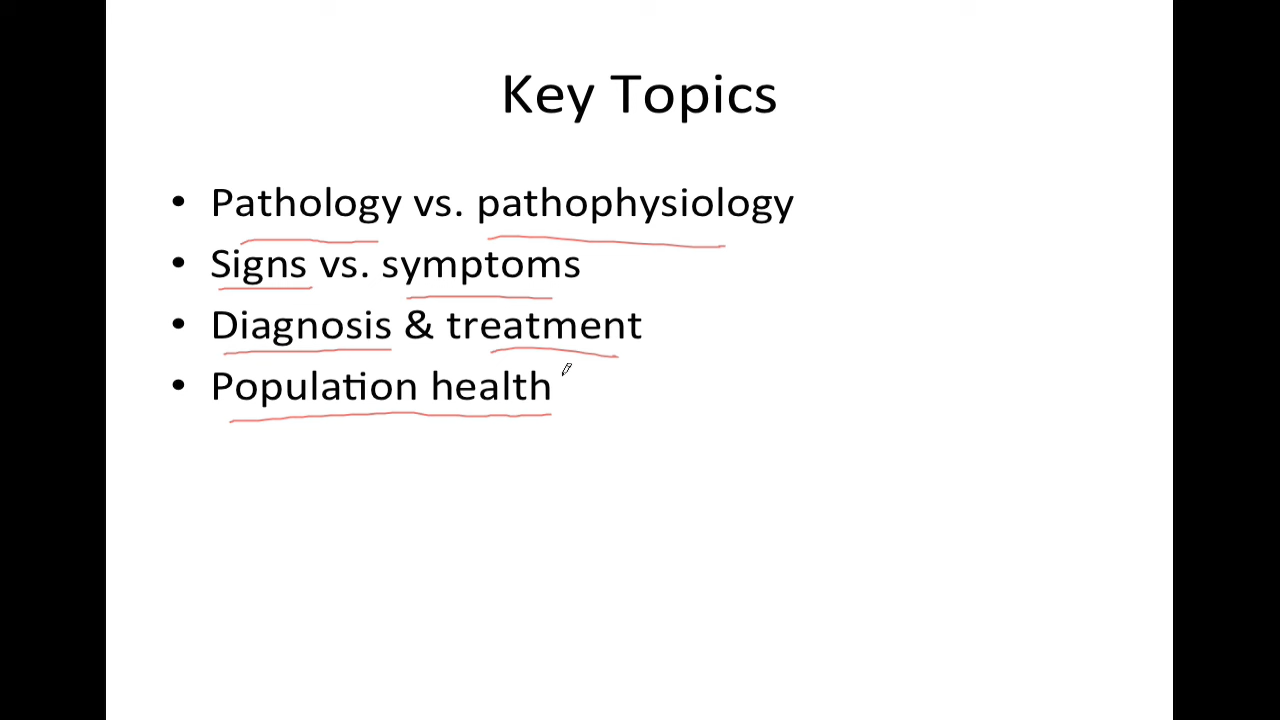 Key Topics
• Pathology vs. pathophysiology
• Signs vs. symptoms
• Diagnosis & treatment
• Population health